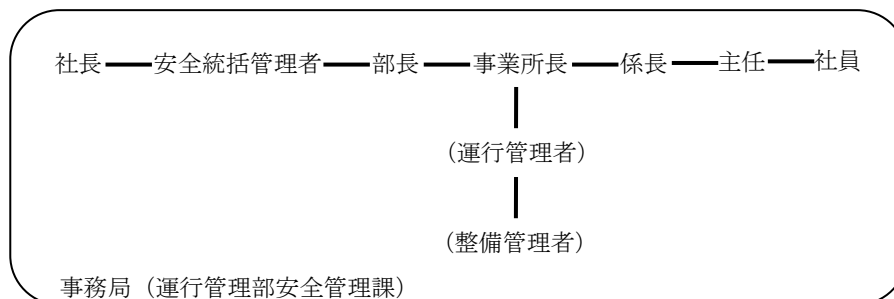 社長 安全統括管理者 部長 事業所長 係長 主任 社員
(運行管理者)
(整備管理者)
事務局(運行管理部安全管理課)